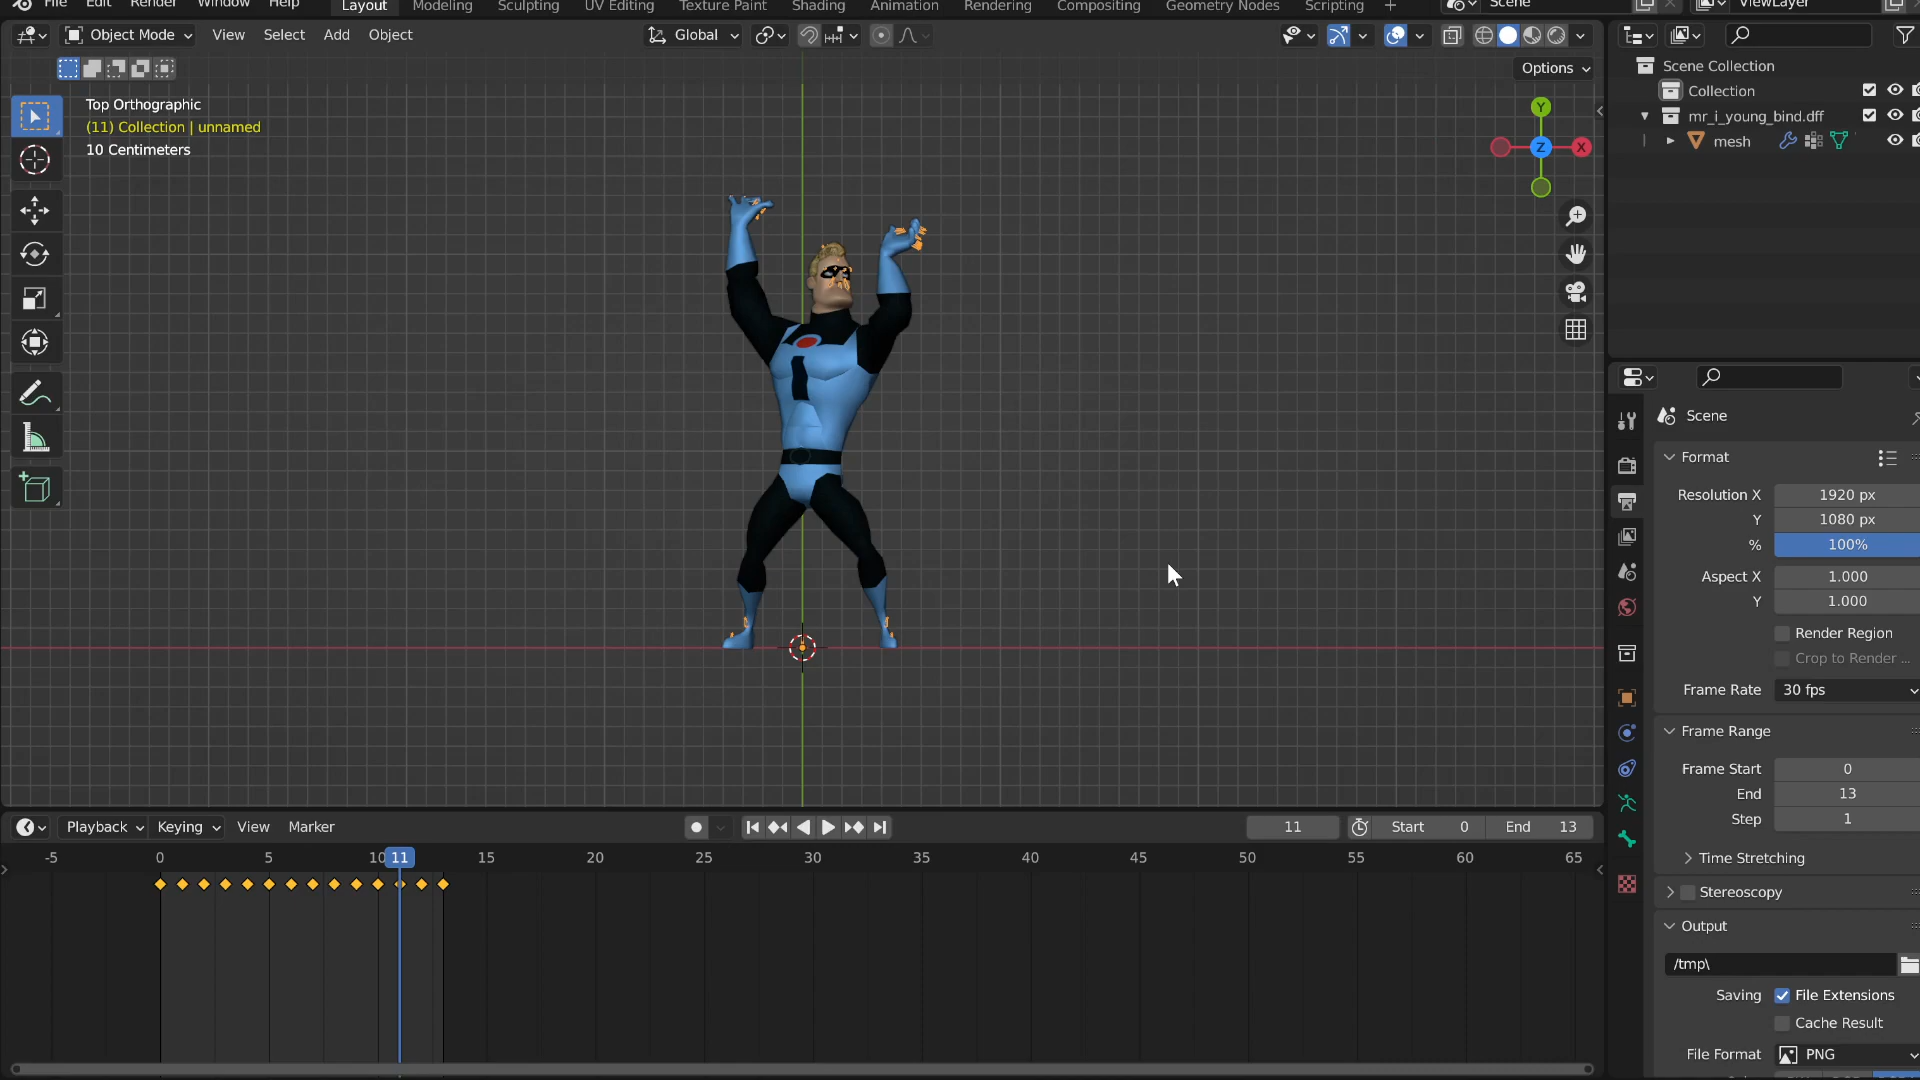 File Edit Render Window Help Layout Modeling Sculpting UV Editing Texture Paint Shading Animation Rendering Compositing Geometry Nodes Scripting + Scene ViewLayer
Object Mode View Select Add Object Global
Options
Top Orthographic
(11) Collection | unnamed
10 Centimeters
Y
X
Z
Scene Collection
Collection
mr_i_young_bind.dff
mesh
Scene
Format
Resolution X 1920 px
Y 1080 px
% 100%
Aspect X 1.000
Y 1.000
Render Region
Crop to Render ...
Frame Rate 30 fps
Frame Range
Frame Start 0
End 13
Step 1
Time Stretching
Stereoscopy
Output
/tmp\
Saving File Extensions
Cache Result
File Format PNG
Playback Keying View Marker 11 Start 0 End 13
-5 0 5 10 11 15 20 25 30 35 40 45 50 55 60 65